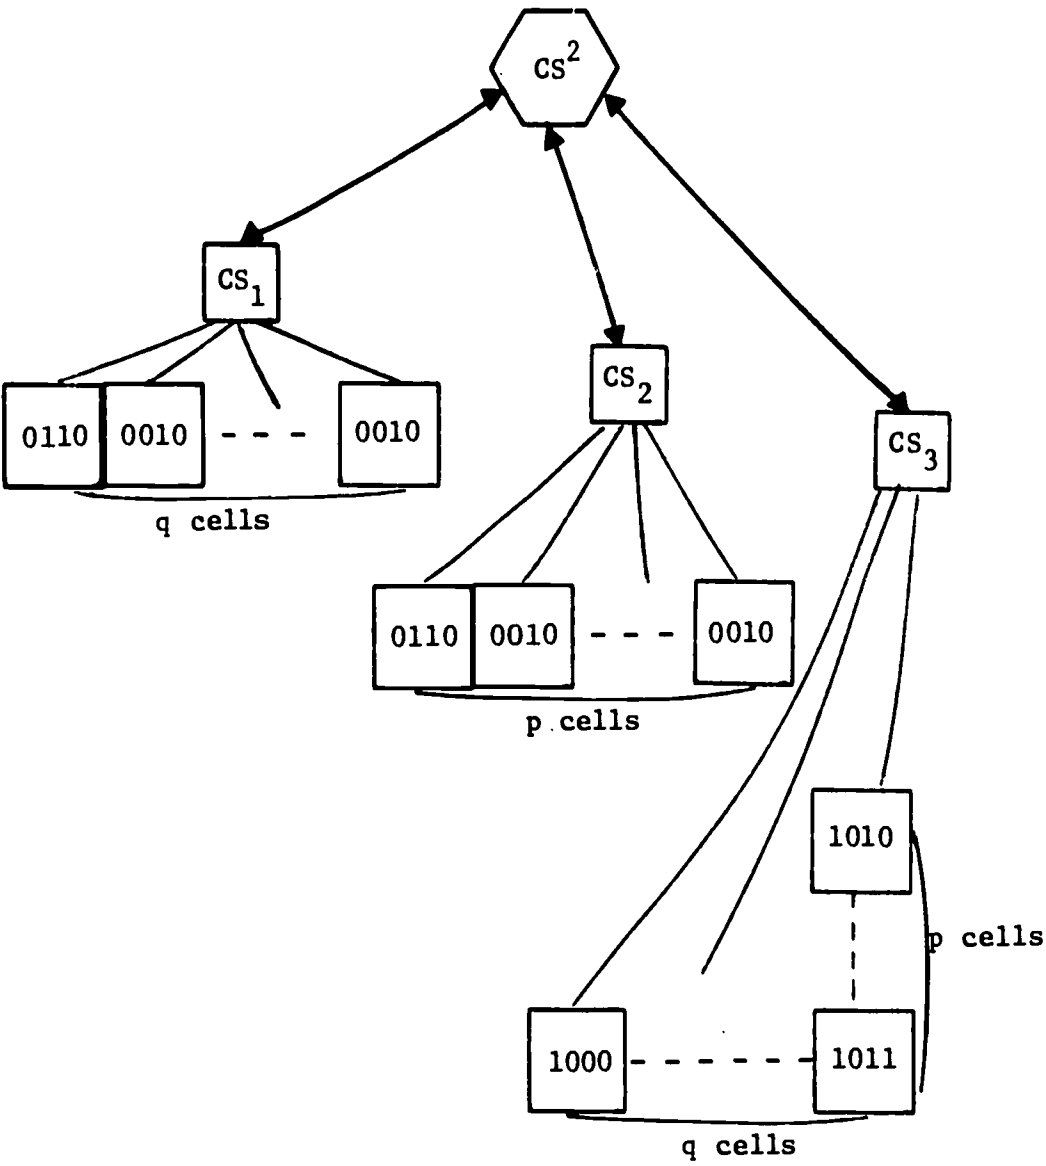 CS²
CS₁
0110 0010 - - - 0010
q cells
CS₂
0110 0010 - - - 0010
p cells
CS₃
1010
p cells
1000 - - - - - - - 1011
q cells